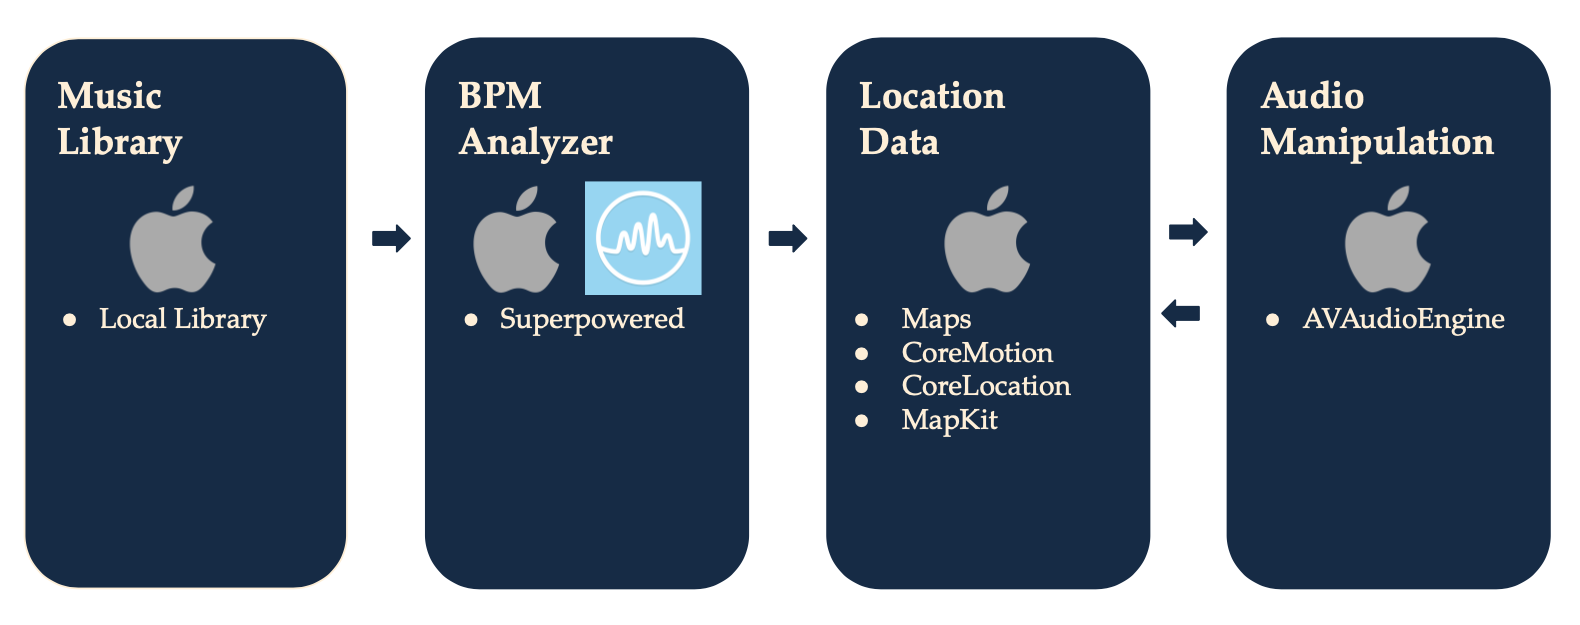 Music
Library
• Local Library
BPM
Analyzer
• Superpowered
Location
Data
• Maps
• CoreMotion
• CoreLocation
• MapKit
Audio
Manipulation
• AVAudioEngine